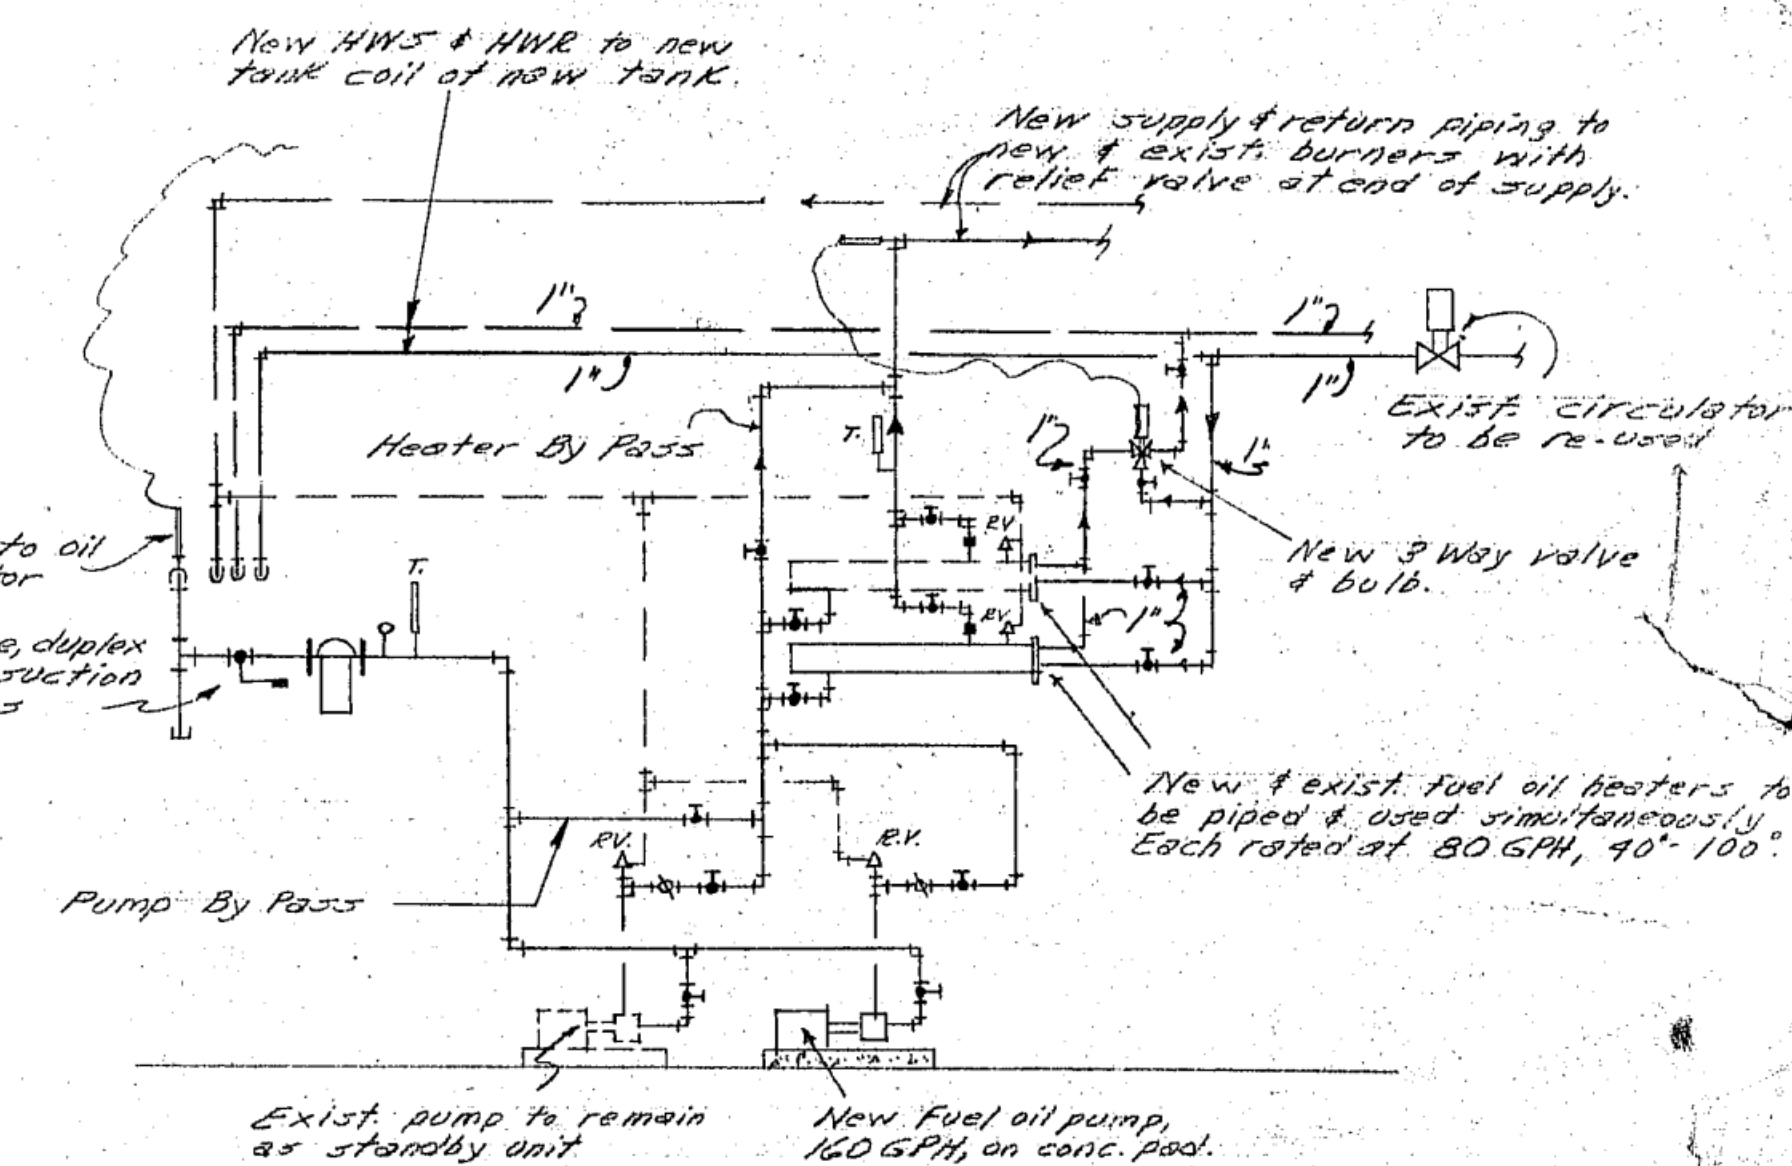 New HWS & HWR to new
tank coil of new tank.
New supply & return piping to
new & exist. burners with
relief valve at end of supply.
1"
1"
1"
1"
Exist. circulator
to be re-used
Heater By Pass
T.
1"
1"
R.V.
New 3 Way valve
& bulb.
to oil
tor
T.
R.V.
1"
e, duplex
suction
s
New & exist. fuel oil heaters to
be piped & used simultaneously.
Each rated at 80 GPH, 40°-100°.
R.V.
R.V.
Pump By Pass
Exist. pump to remain
as standby unit
New Fuel oil pump,
160 GPH, on conc. pad.